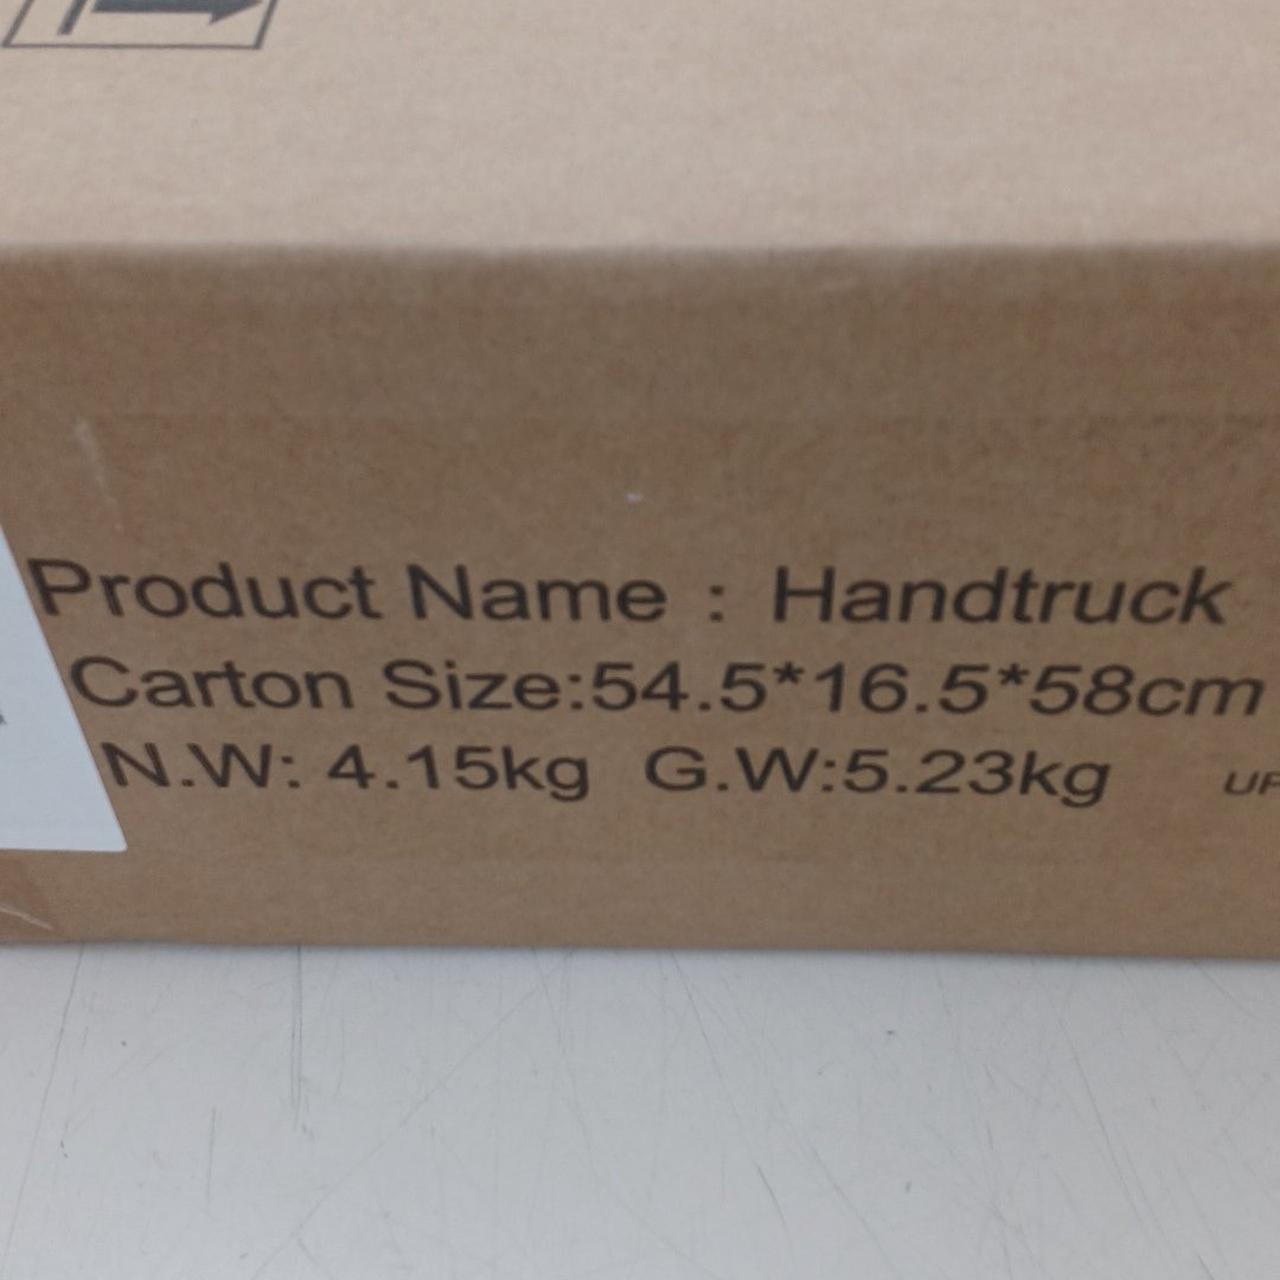 Product Name : Handtruck
Carton Size:54.5*16.5*58cm
N.W: 4.15kg G.W:5.23kg